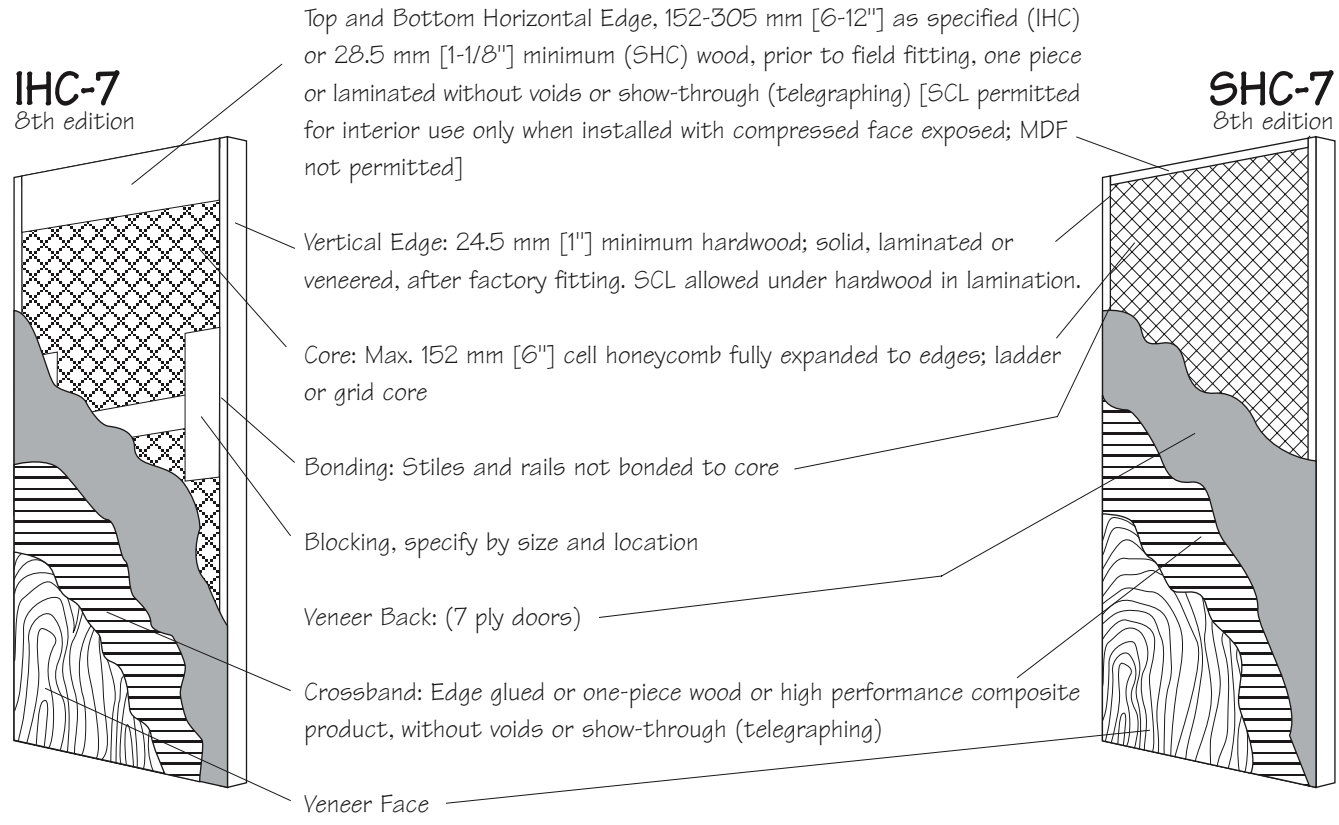 IHC-7
8th edition
Top and Bottom Horizontal Edge, 152-305 mm [6-12"] as specified (IHC)
or 28.5 mm [1-1/8"] minimum (SHC) wood, prior to field fitting, one piece
or laminated without voids or show-through (telegraphing) [SCL permitted
for interior use only when installed with compressed face exposed; MDF
not permitted]
SHC-7
8th edition
Vertical Edge: 24.5 mm [1"] minimum hardwood; solid, laminated or
veneered, after factory fitting. SCL allowed under hardwood in lamination.
Core: Max. 152 mm [6"] cell honeycomb fully expanded to edges; ladder
or grid core
Bonding: Stiles and rails not bonded to core
Blocking, specify by size and location
Veneer Back: (7 ply doors)
Crossband: Edge glued or one-piece wood or high performance composite
product, without voids or show-through (telegraphing)
Veneer Face